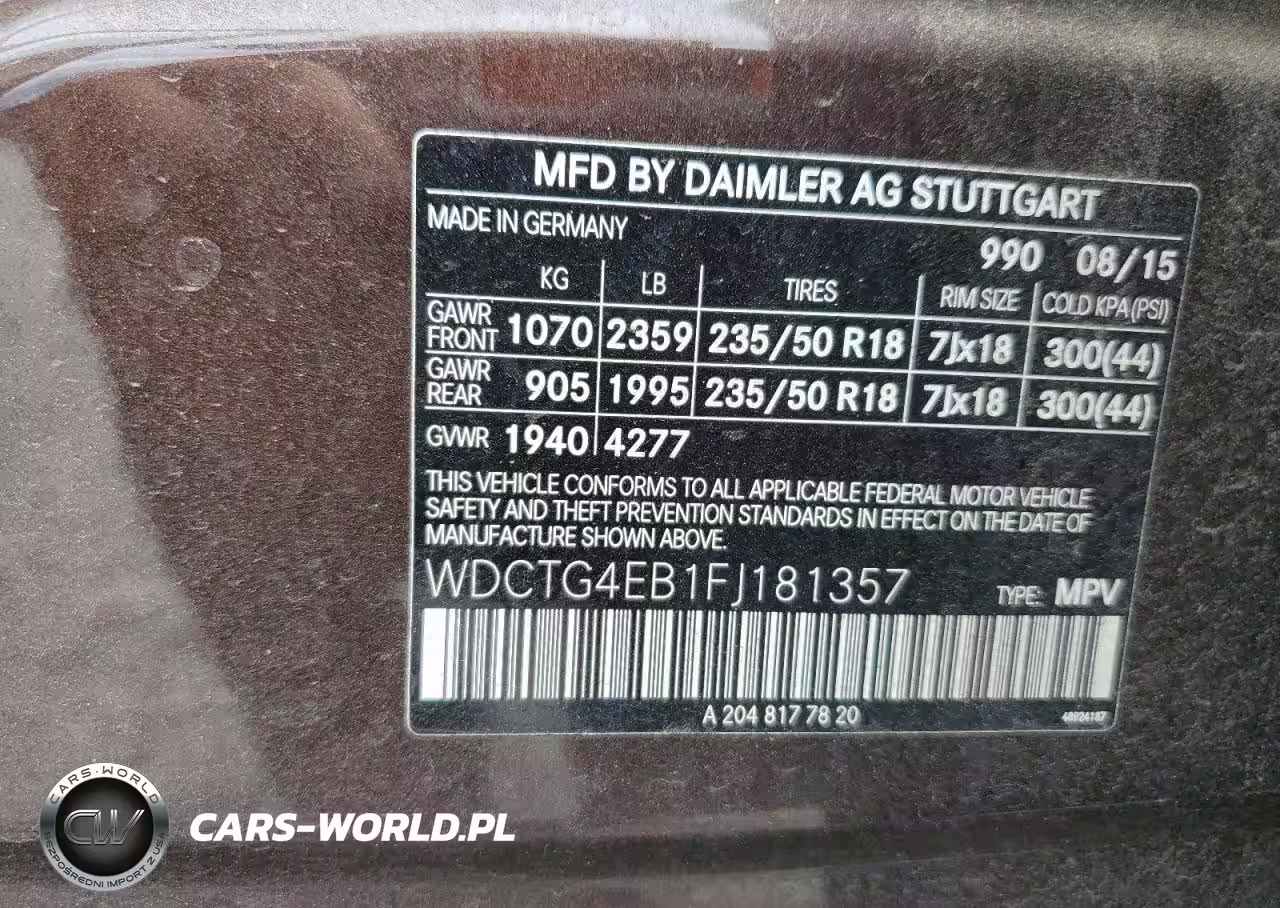 MFD BY DAIMLER AG STUTTGART
MADE IN GERMANY
990 08/15
KG LB TIRES RIM SIZE COLD KPA(PSI)
GAWR FRONT 1070 2359 235/50 R18 7Jx18 300(44)
GAWR REAR 905 1995 235/50 R18 7Jx18 300(44)
GVWR 1940 4277
THIS VEHICLE CONFORMS TO ALL APPLICABLE FEDERAL MOTOR VEHICLE
SAFETY AND THEFT PREVENTION STANDARDS IN EFFECT ON THE DATE OF
MANUFACTURE SHOWN ABOVE.
WDCTG4EB1FJ181357 TYPE: MPV
A 204 817 78 20
CARS-WORLD
CW
BEZPOŚREDNI IMPORT Z USA
CARS-WORLD.PL